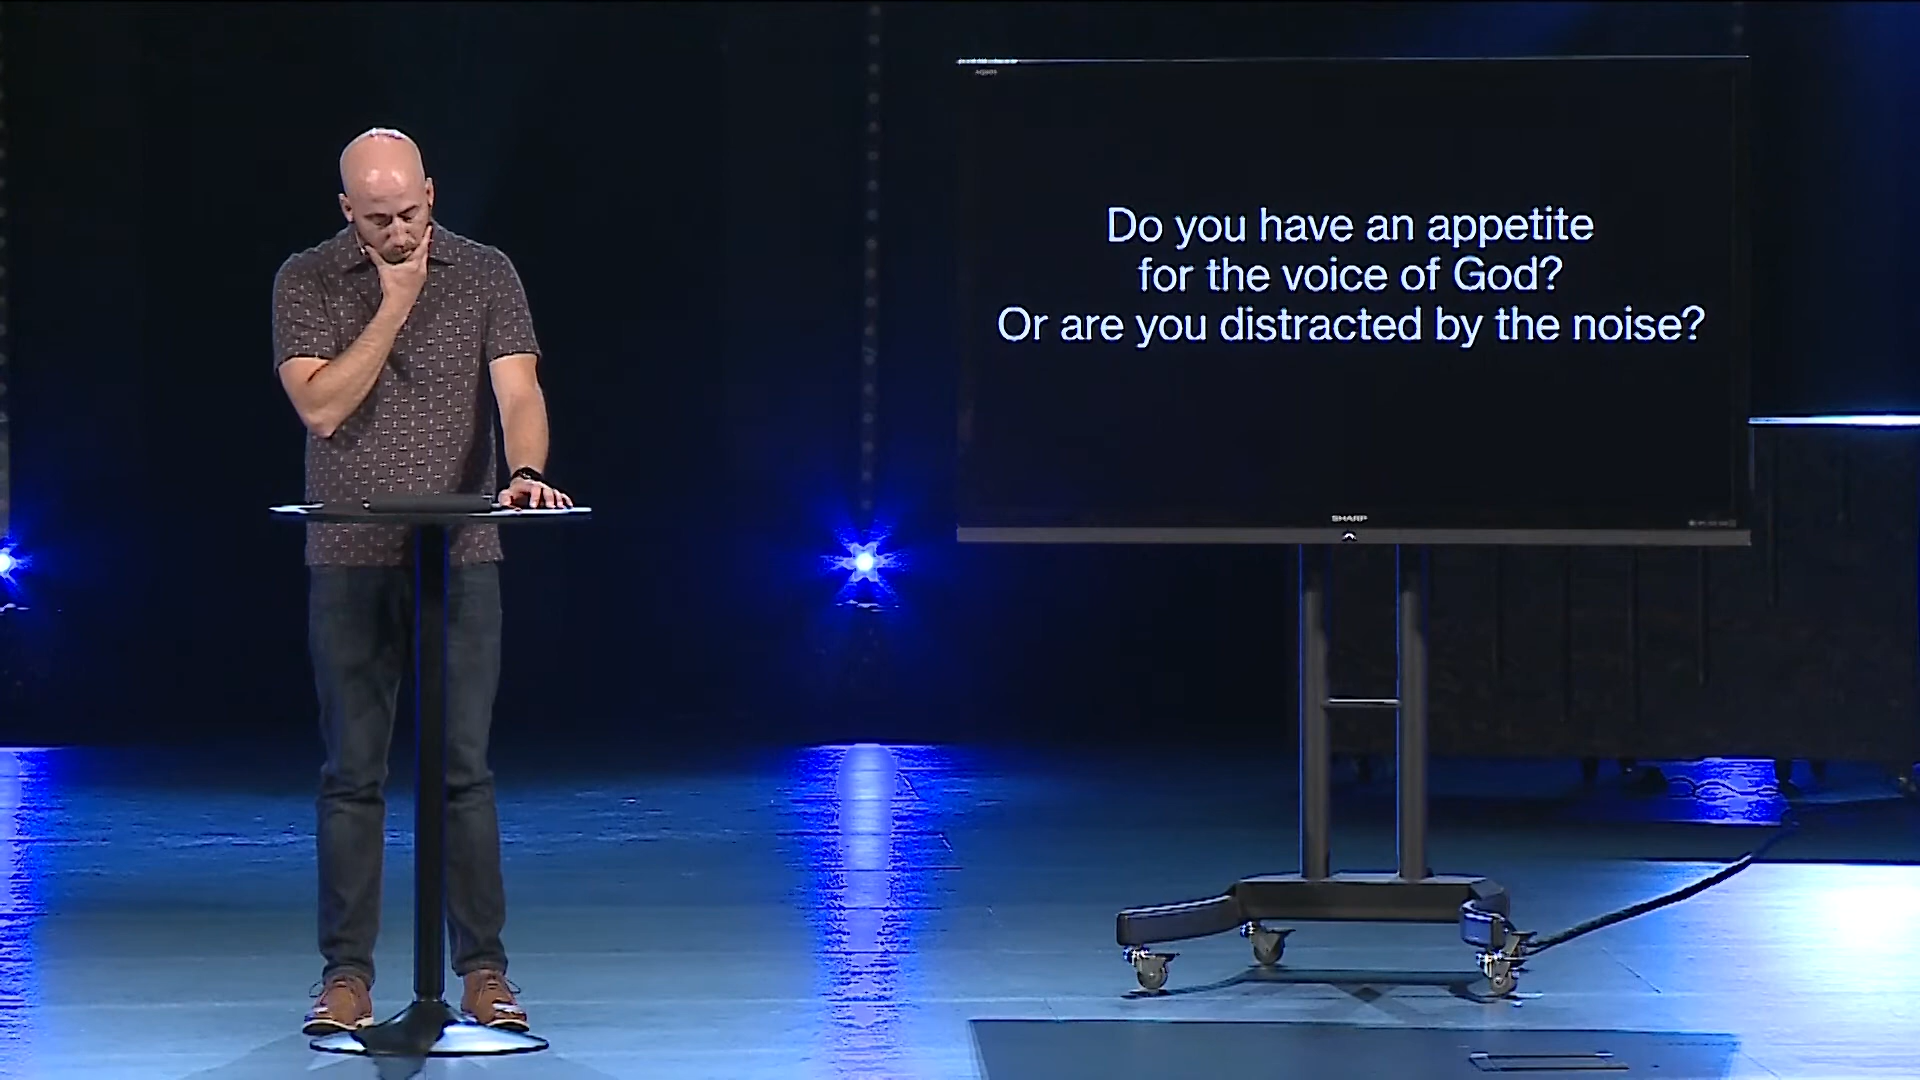 Do you have an appetite
for the voice of God?
Or are you distracted by the noise?
SHARP